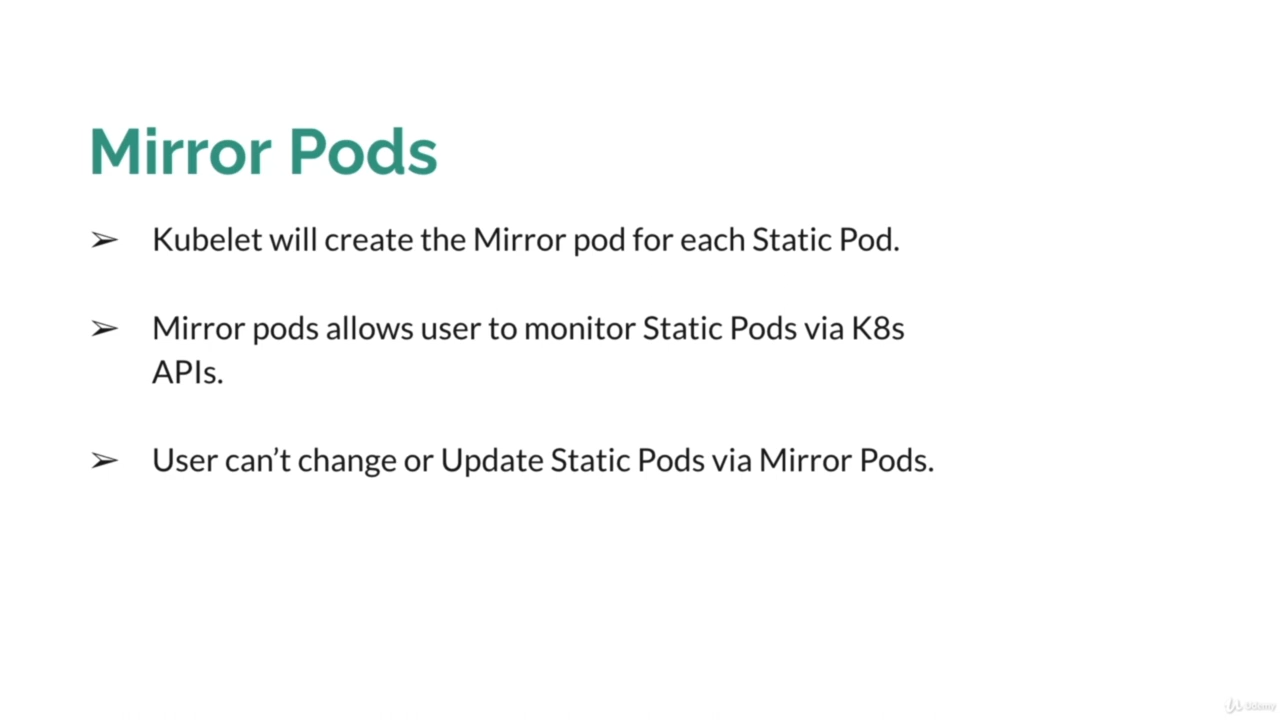 Mirror Pods
➢ Kubelet will create the Mirror pod for each Static Pod.
➢ Mirror pods allows user to monitor Static Pods via K8s
APIs.
➢ User can’t change or Update Static Pods via Mirror Pods.
Udemy